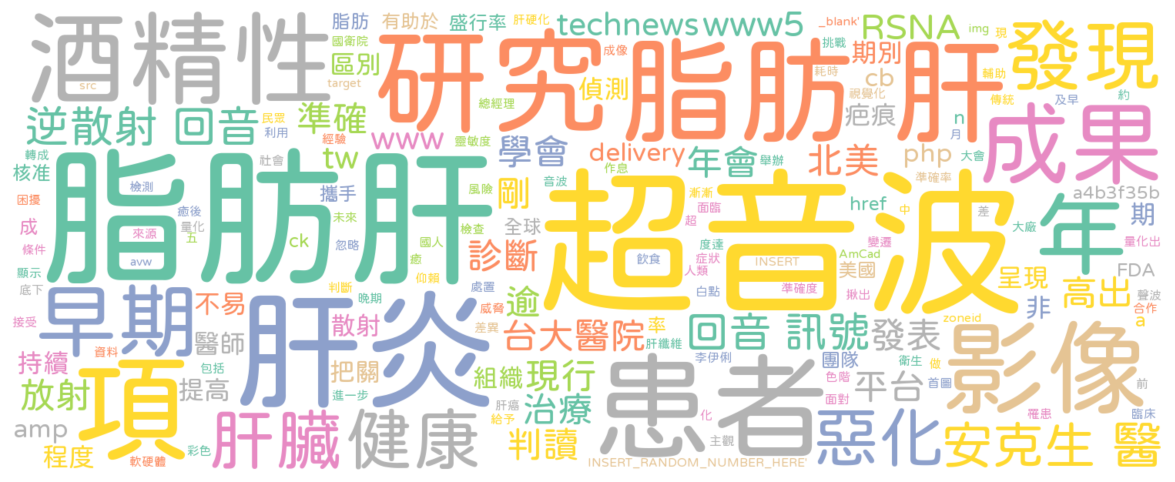 酒精性
脂肪
有助於
盛行率
肝硬化
technews
www5
_blank'
RSNA
img
現
發現
國衛院
區別
研究
脂肪肝
成像
挑戰
期別
src
target
總經理
偵測
耗時
cb
視覺化
輔助
逆散射 回音
民眾
利用
準確
經驗
www
靈敏度
疤痕
傳統
及早
約
n
月
成果
轉成
核准
社會
tw
學會
delivery
年會
舉辦
北美
php
大會
準確率
困擾
脂肪肝
檢測
攜手
風險
音波
作息
漸漸
href
a4b3f35b
癒後
量化
剛
超音波
面臨
中
差
年
成
來源
五
未來
檢查
全球
超
大廠
期
條件
ck
國人
度達
變遷
量化出
顯示
avw
忽略
癒
仰賴
診斷
飲食
症狀
人類
INSERT
AmCad
美國
呈現
FDA
底下
早期
不易
判斷
晚期
處置
逾
白點
準確度
揪出
非
高出
聲波
合作
接受
肝炎
散射
威脅
差異
台大醫院
率
回音 訊號
發表
zoneid
a
影像
資料
醫師
肝纖維
李伊俐
持續
包括
把關
組織
現行
團隊
衛生
做
放射
項
提高
進一步
肝癌
治療
患者
色階
平台
首圖
前
amp
肝臟
健康
給予
化
面對
罹患
臨床
程度
彩色
軟硬體
判讀
主觀
惡化
安克生
醫
INSERT_RANDOM_NUMBER_HERE'